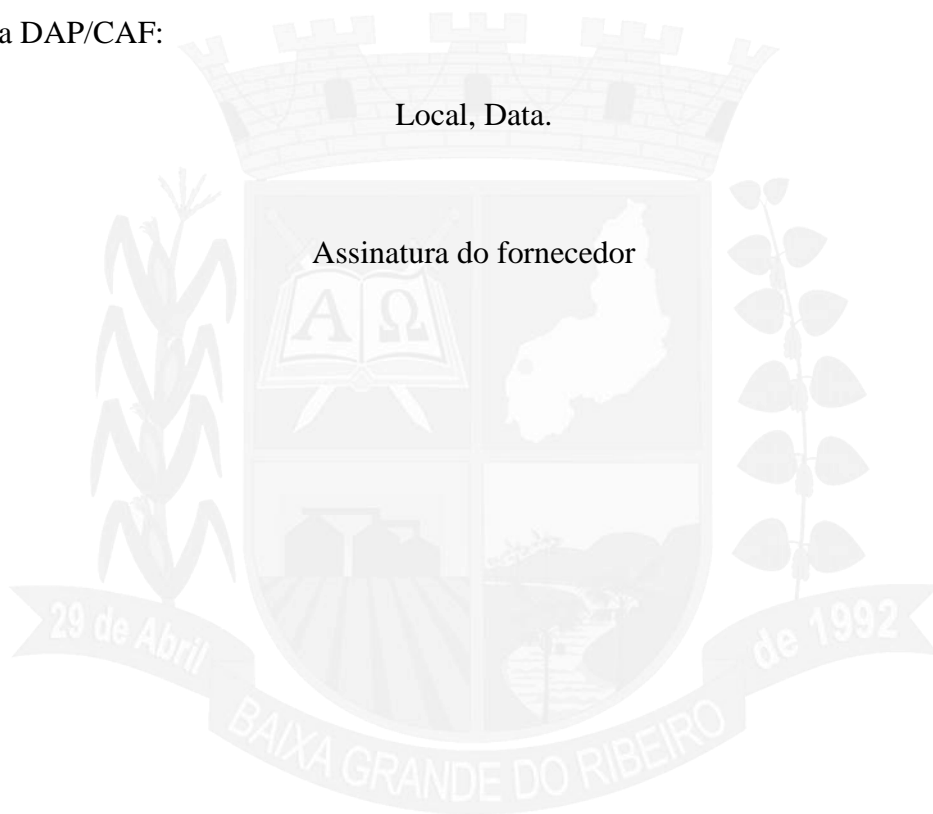 a DAP/CAF:
Local, Data.
Assinatura do fornecedor
A Ω
29 de Abril
de 1992
BAIXA GRANDE DO RIBEIRO